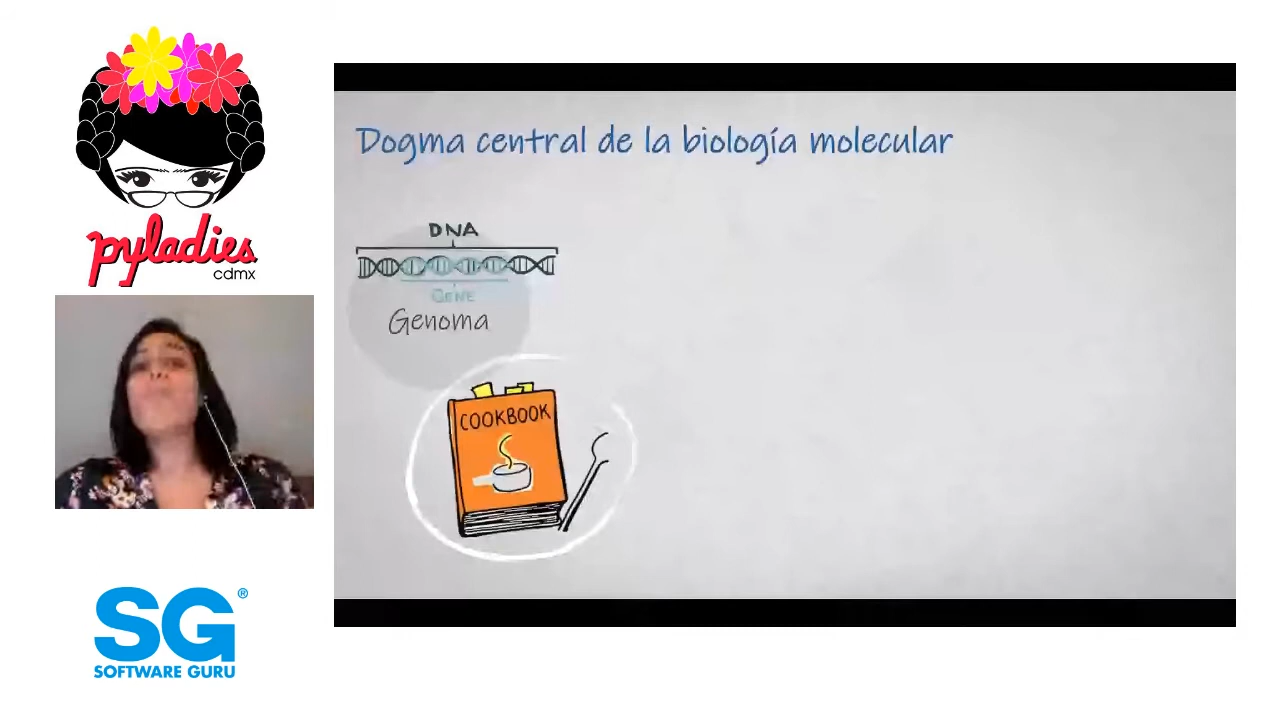 pyladies
cdmx
SG®
SOFTWARE GURU
Dogma central de la biología molecular
DNA
GENE
Genoma
COOKBOOK